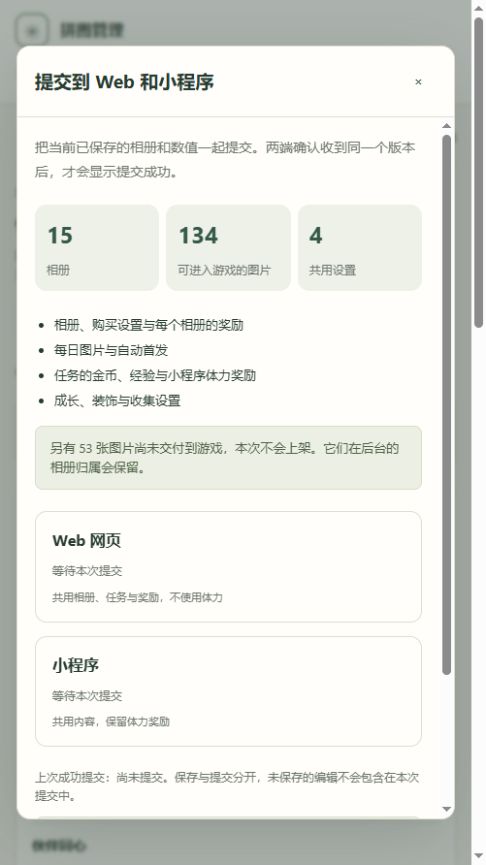 拼图管理
提交到 Web 和小程序
×
把当前已保存的相册和数值一起提交。两端确认收到同一个版本
后，才会显示提交成功。
15
134
4
相册
可进入游戏的图片
共用设置
相册、购买设置与每个相册的奖励
每日图片与自动首发
任务的金币、经验与小程序体力奖励
成长、装饰与收集设置
另有 53 张图片尚未交付到游戏，本次不会上架。它们在后台的
相册归属会保留。
Web 网页
等待本次提交
共用相册、任务与奖励，不使用体力
小程序
等待本次提交
共用内容，保留体力奖励
上次成功提交：尚未提交。保存与提交分开，未保存的编辑不会包含在本次
提交中。